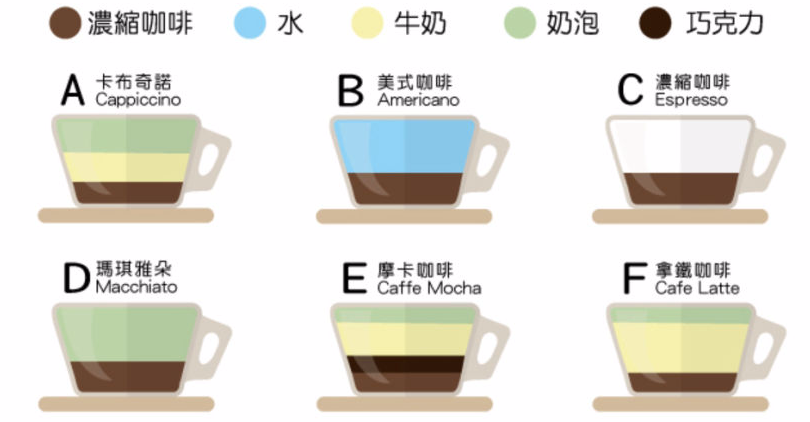 濃縮咖啡 水 牛奶 奶泡 巧克力
A 卡布奇諾
Cappiccino
B 美式咖啡
Americano
C 濃縮咖啡
Espresso
D 瑪琪雅朵
Macchiato
E 摩卡咖啡
Caffe Mocha
F 拿鐵咖啡
Cafe Latte